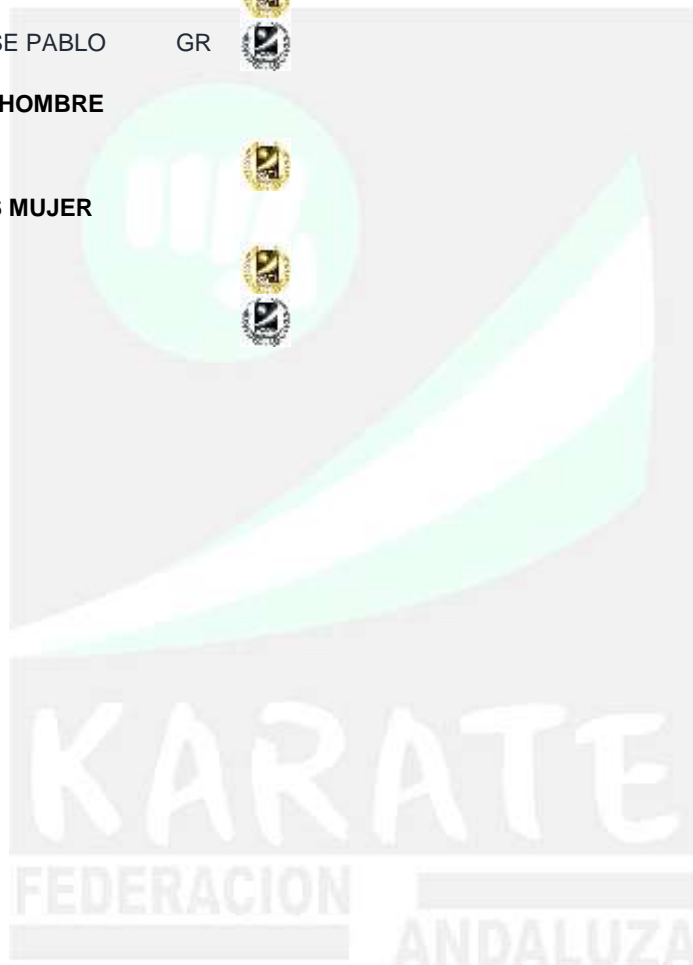 SE PABLO GR
HOMBRE
S MUJER
KARATE
FEDERACION
ANDALUZA